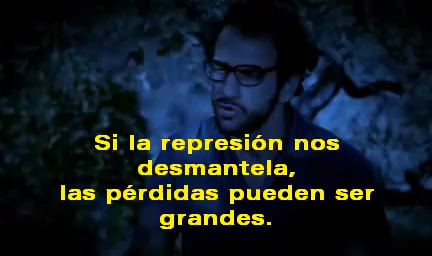 Si la represión nos
desmantela,
las pérdidas pueden ser
grandes.